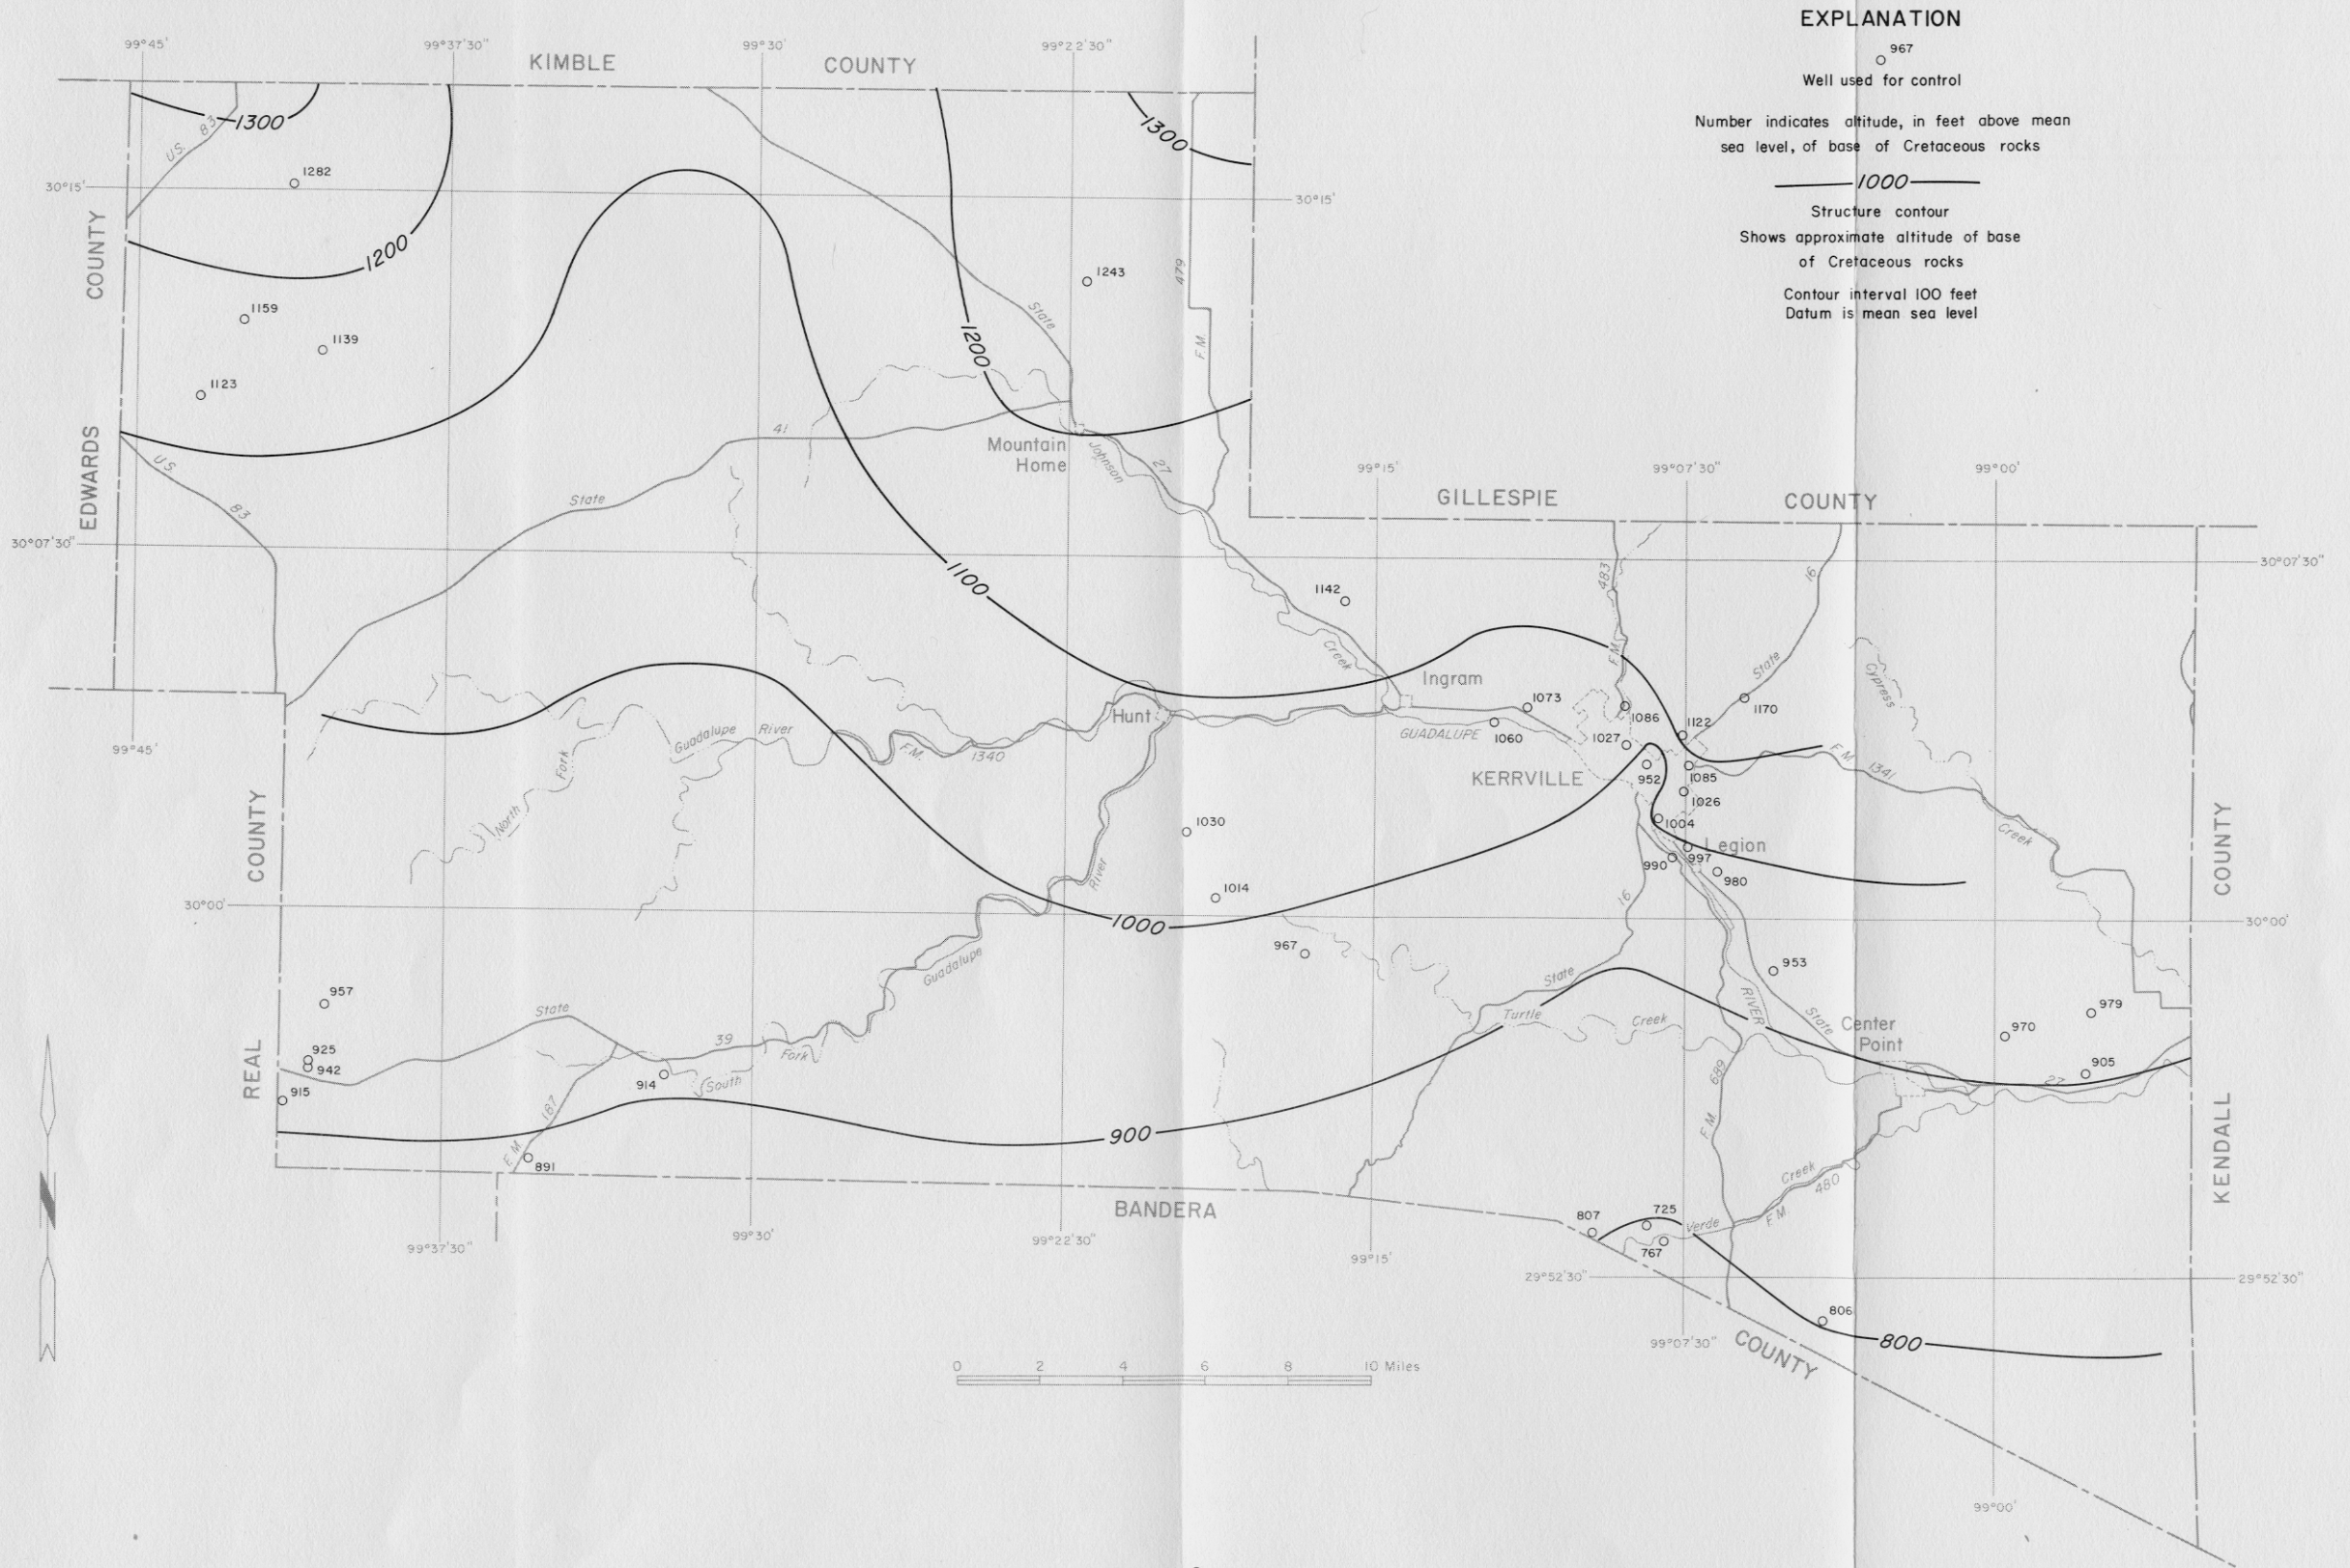 EXPLANATION
967
Well used for control
Number indicates altitude, in feet above mean
sea level, of base of Cretaceous rocks
1000
Structure contour
Shows approximate altitude of base
of Cretaceous rocks
Contour interval 100 feet
Datum is mean sea level
99°45'
99°37'30"
99°30'
99°22'30"
KIMBLE COUNTY
1300
U.S. 83
1300
1282
30°15'
30°15'
COUNTY
1200
1243
479
1159
State
1139
1200
F.M.
1123
41
Mountain
Home
Johnson
27
EDWARDS
U.S.
83
State
99°15'
99°07'30"
99°00'
GILLESPIE COUNTY
30°07'30"
30°07'30"
1100
1142
483
16
Creek
F.M.
State
Cypress
Ingram
1073
1170
Hunt
1086
1122
99°45'
Guadalupe River
GUADALUPE
1060
1027
F.M.
1340
Fork
KERRVILLE
952
1085
F M 1341
1026
North
1030
1004
Creek
COUNTY
COUNTY
Legion
River
990
997
980
1014
16
30°00'
1000
30°00'
967
Guadalupe
State
953
957
RIVER
979
State
Turtle
Creek
State
Center
Point
970
39
Fork
925
942
914
South
905
27
REAL
915
187
689
900
F.M.
F.M.
891
Creek
480
KENDALL
BANDERA
807
725
Verde
F.M.
767
99°37'30"
99°30'
99°22'30"
99°15'
29°52'30"
29°52'30"
806
99°07'30"
COUNTY
800
0 2 4 6 8 10 Miles
99°00'
N